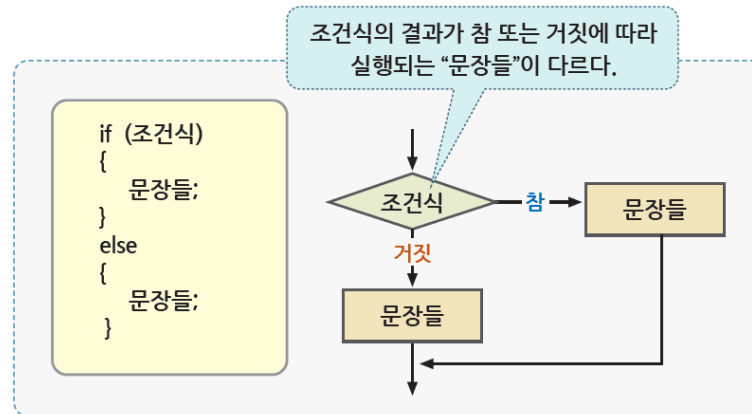 조건식의 결과가 참 또는 거짓에 따라
실행되는 “문장들”이 다르다.
if (조건식)
{
문장들;
}
else
{
문장들;
}
조건식
참
문장들
거짓
문장들